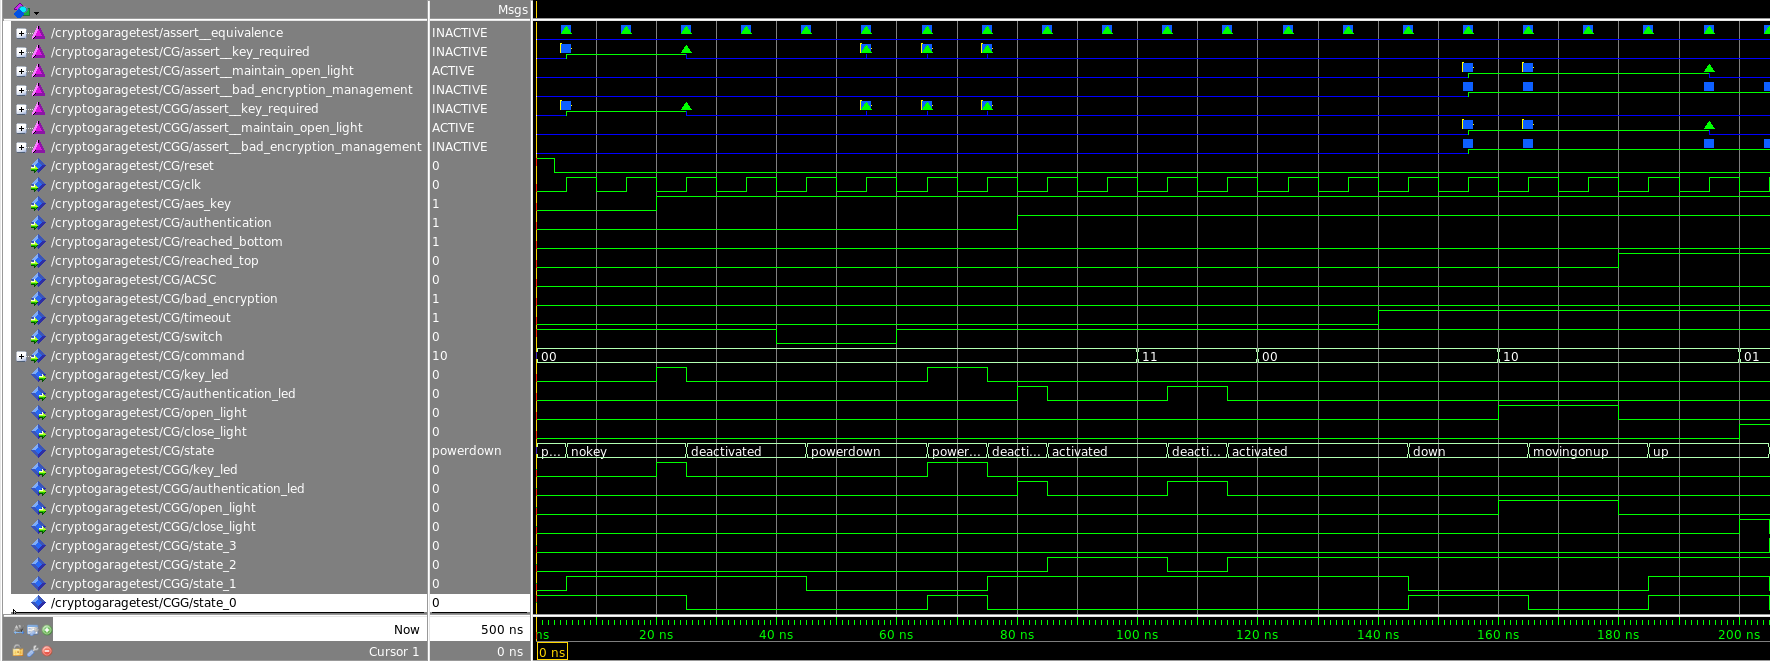 Msgs
/cryptogaragetest/assert__equivalence INACTIVE
/cryptogaragetest/CG/assert__key_required INACTIVE
/cryptogaragetest/CG/assert__maintain_open_light ACTIVE
/cryptogaragetest/CG/assert__bad_encryption_management INACTIVE
/cryptogaragetest/CGG/assert__key_required INACTIVE
/cryptogaragetest/CGG/assert__maintain_open_light ACTIVE
/cryptogaragetest/CGG/assert__bad_encryption_management INACTIVE
/cryptogaragetest/CG/reset 0
/cryptogaragetest/CG/clk 0
/cryptogaragetest/CG/aes_key 1
/cryptogaragetest/CG/authentication 1
/cryptogaragetest/CG/reached_bottom 1
/cryptogaragetest/CG/reached_top 0
/cryptogaragetest/CG/ACSC 0
/cryptogaragetest/CG/bad_encryption 1
/cryptogaragetest/CG/timeout 1
/cryptogaragetest/CG/switch 0
/cryptogaragetest/CG/command 10 00 11 00 10 01
/cryptogaragetest/CG/key_led 0
/cryptogaragetest/CG/authentication_led 0
/cryptogaragetest/CG/open_light 0
/cryptogaragetest/CG/close_light 0
/cryptogaragetest/CG/state powerdown p... nokey deactivated powerdown power... deacti... activated deacti... activated down movingonup up
/cryptogaragetest/CGG/key_led 0
/cryptogaragetest/CGG/authentication_led 0
/cryptogaragetest/CGG/open_light 0
/cryptogaragetest/CGG/close_light 0
/cryptogaragetest/CGG/state_3 0
/cryptogaragetest/CGG/state_2 0
/cryptogaragetest/CGG/state_1 0
/cryptogaragetest/CGG/state_0 0
Now 500 ns ns 20 ns 40 ns 60 ns 80 ns 100 ns 120 ns 140 ns 160 ns 180 ns 200 ns
Cursor 1 0 ns 0 ns